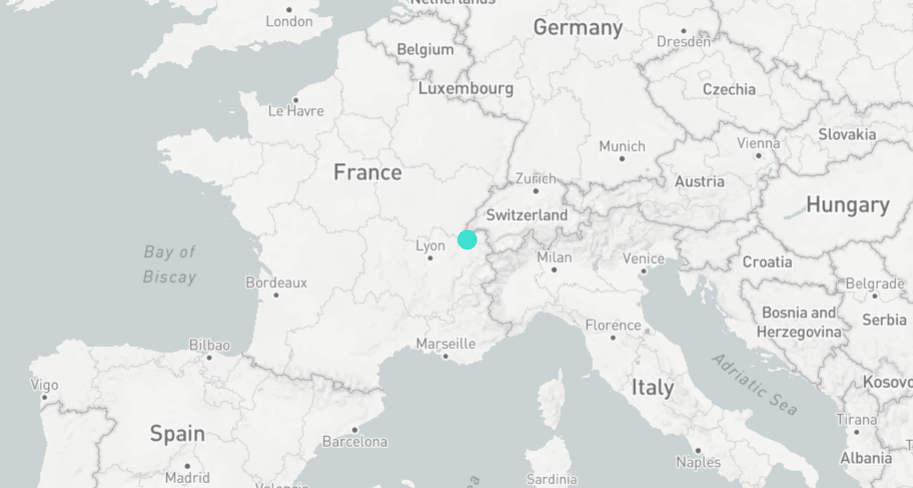 Netherlands
London
Germany
Dresden
Belgium
Luxembourg
Czechia
Le Havre
Slovakia
Munich
Vienna
France
Zurich
Austria
Hungary
Switzerland
Lyon
Milan
Venice
Croatia
Bay of
Biscay
Bordeaux
Belgrade
Bosnia and
Herzegovina
Serbia
Florence
Marseille
Bilbao
Adriatic Sea
Vigo
Italy
Kosovo
Tirana
Spain
Barcelona
Albania
Naples
Madrid
Sardinia
Valencia